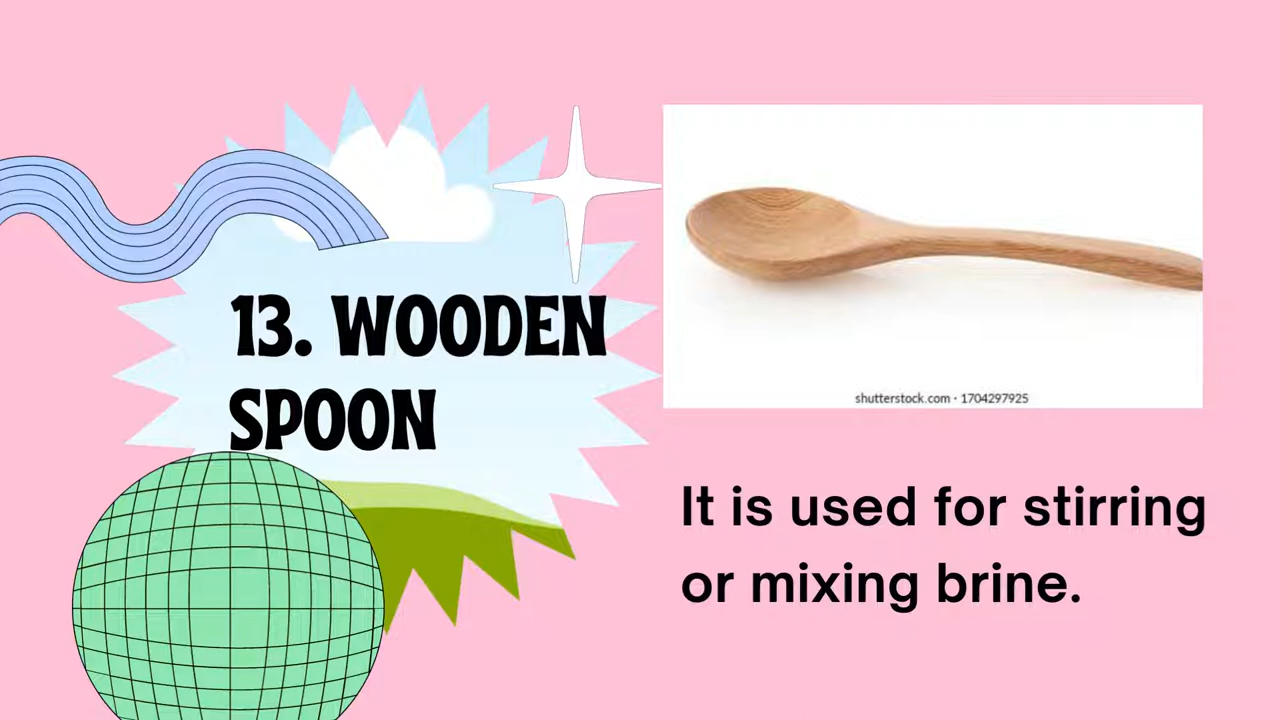 13. WOODEN
SPOON
shutterstock.com · 1704297925
It is used for stirring
or mixing brine.